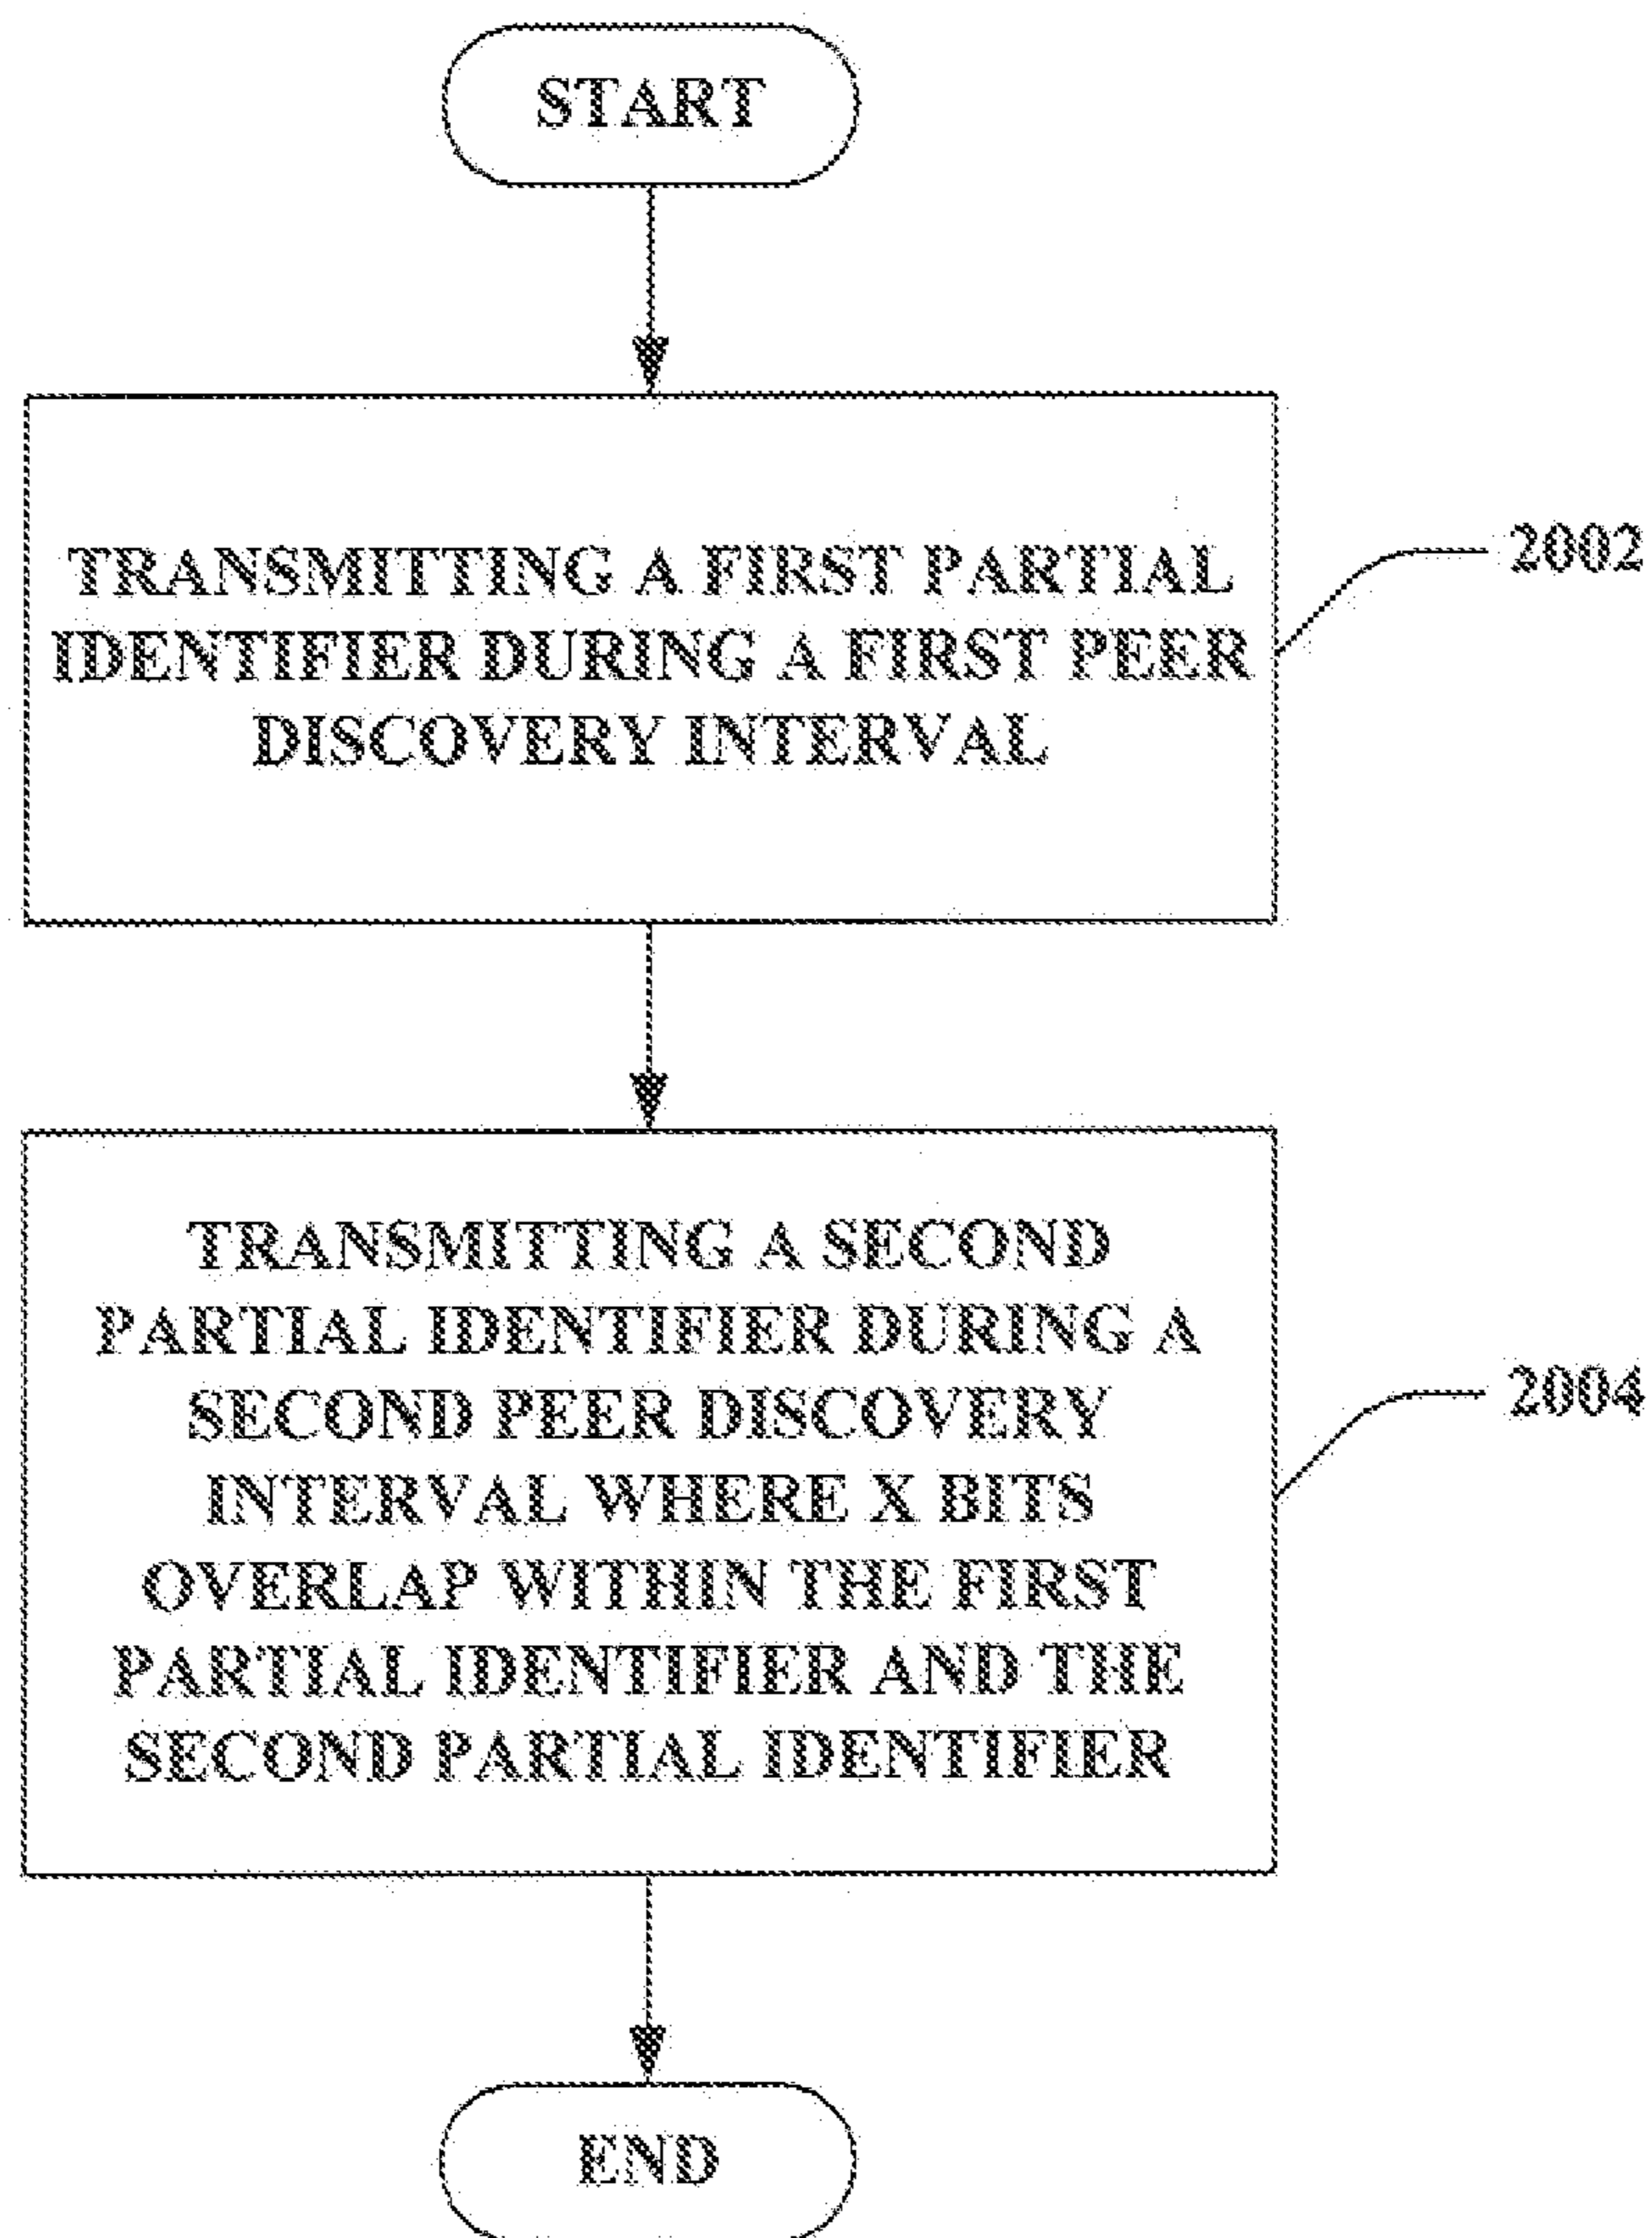 START
TRANSMITTING A FIRST PARTIAL
IDENTIFIER DURING A FIRST PEER
DISCOVERY INTERVAL
2002
TRANSMITTING A SECOND
PARTIAL IDENTIFIER DURING A
SECOND PEER DISCOVERY
INTERVAL WHERE X BITS
OVERLAP WITHIN THE FIRST
PARTIAL IDENTIFIER AND THE
SECOND PARTIAL IDENTIFIER
2004
END